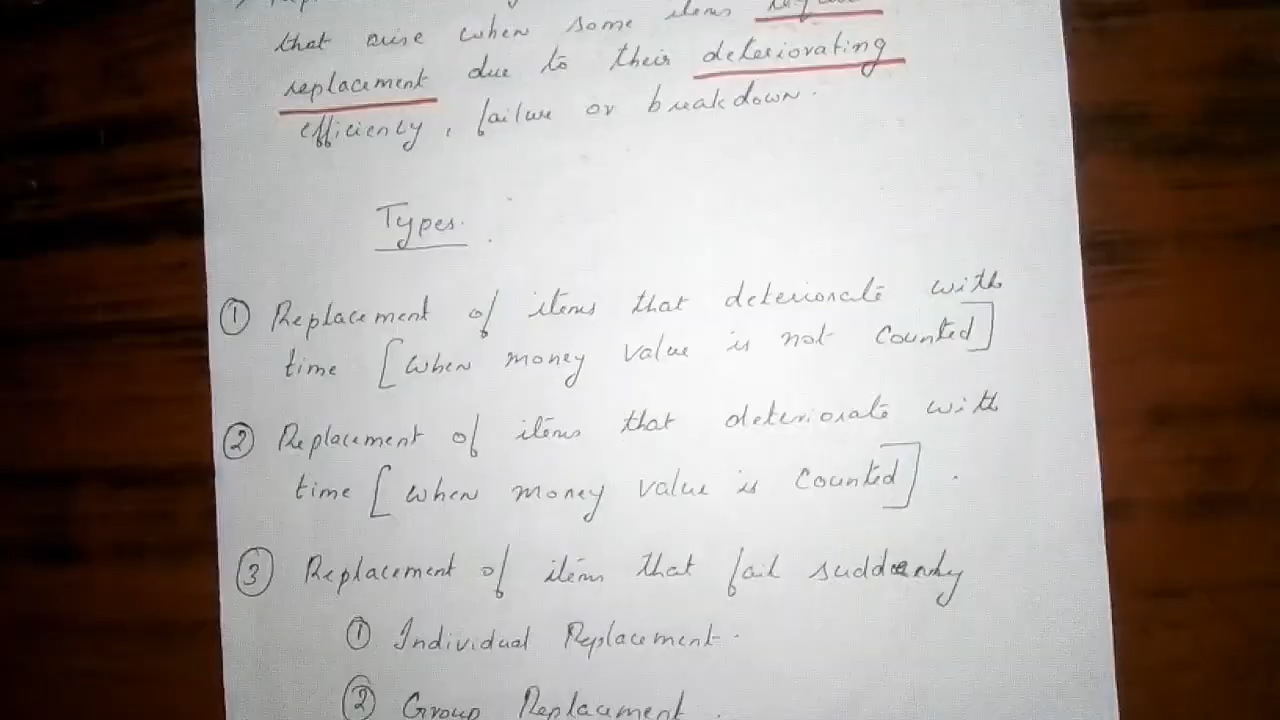 that arise when some items
replacement due to their deteriorating
efficiency, failure or breakdown.
Types.
① Replacement of items that deteriorate with
time [when money value is not counted]
② Replacement of items that deteriorate with
time [when money value is counted].
③ Replacement of items that fail suddenly
① Individual Replacement.
② Group Replacement.